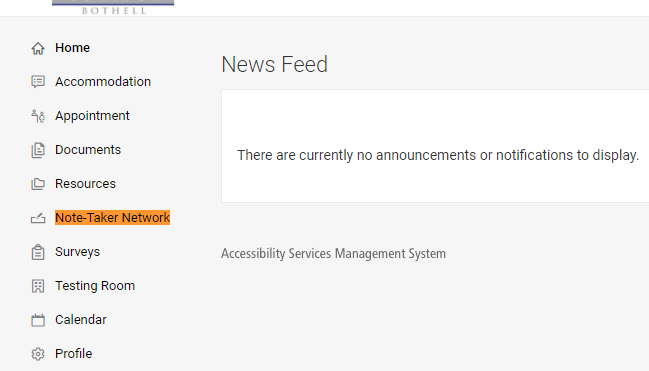 BOTHELL
Home
Accommodation
Appointment
Documents
Resources
Note-Taker Network
Surveys
Testing Room
Calendar
Profile
News Feed
There are currently no announcements or notifications to display.
Accessibility Services Management System